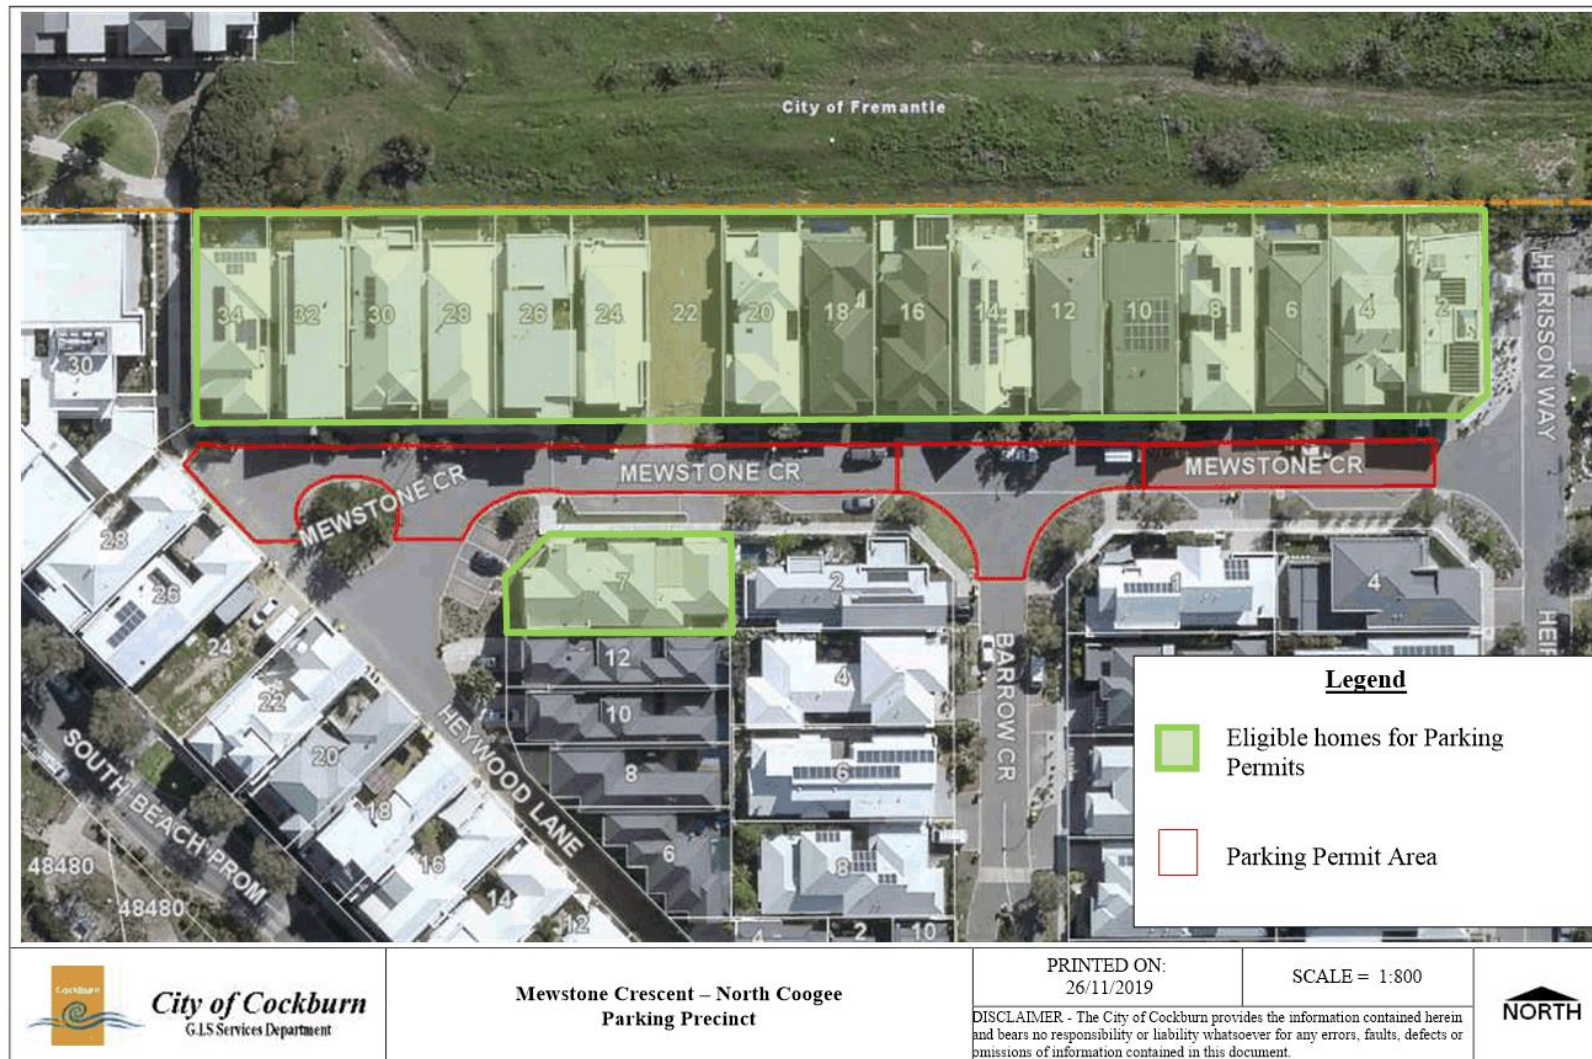 City of Fremantle
34 32 30 28 26 24 22 20 18 16 14 12 10 8 6 4 2
HERISSON WAY
30
MEWSTONE CR
MEWSTONE CR
MEWSTONE CR
28
26
24
22
20
18
16
14
12
7
12
10
8
6
4
2
4
6
8
2
10
1
4
BARROW CR
HEYWOOD LANE
SOUTH BEACH PROM
48480
48480
Legend
Eligible homes for Parking
Permits
Parking Permit Area
Cockburn
City of Cockburn
G.I.S Services Department
Mewstone Crescent – North Coogee
Parking Precinct
PRINTED ON:
26/11/2019
SCALE = 1:800
DISCLAIMER - The City of Cockburn provides the information contained herein
and bears no responsibility or liability whatsoever for any errors, faults, defects or
omissions of information contained in this document.
NORTH